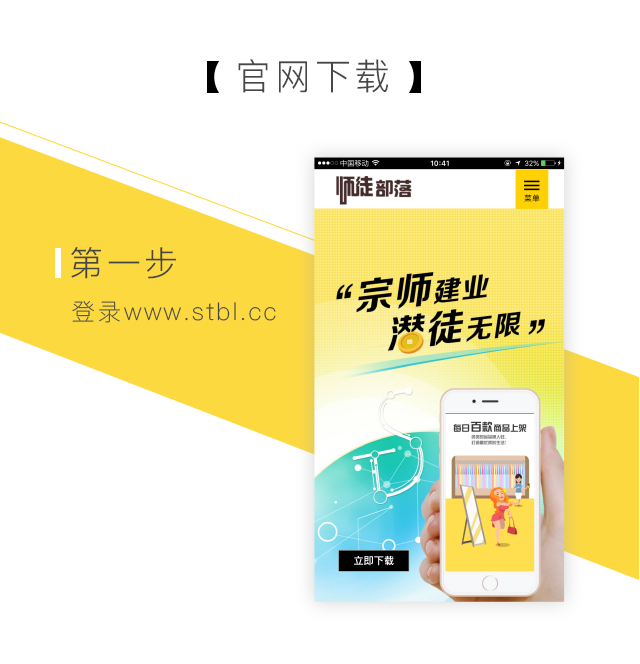 【 官网下载 】
第一步
登录www.stbl.cc
中国移动 10:41 32%
师徒部落
菜单
“宗师建业
潜徒无限”
每日百款商品上架
立即下载